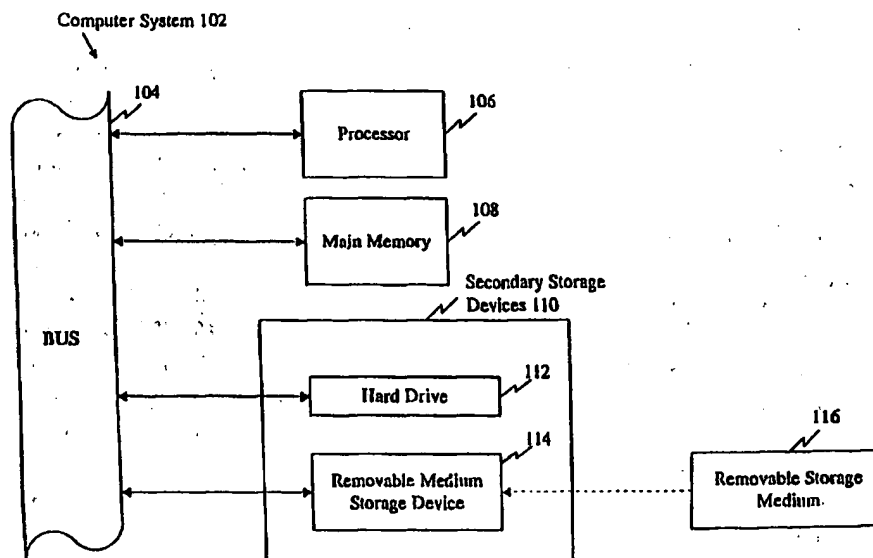 Computer System 102
104
106
Processor
108
Main Memory
Secondary Storage
Devices 110
BUS
112
Hard Drive
114
116
Removable Medium
Storage Device
Removable Storage
Medium